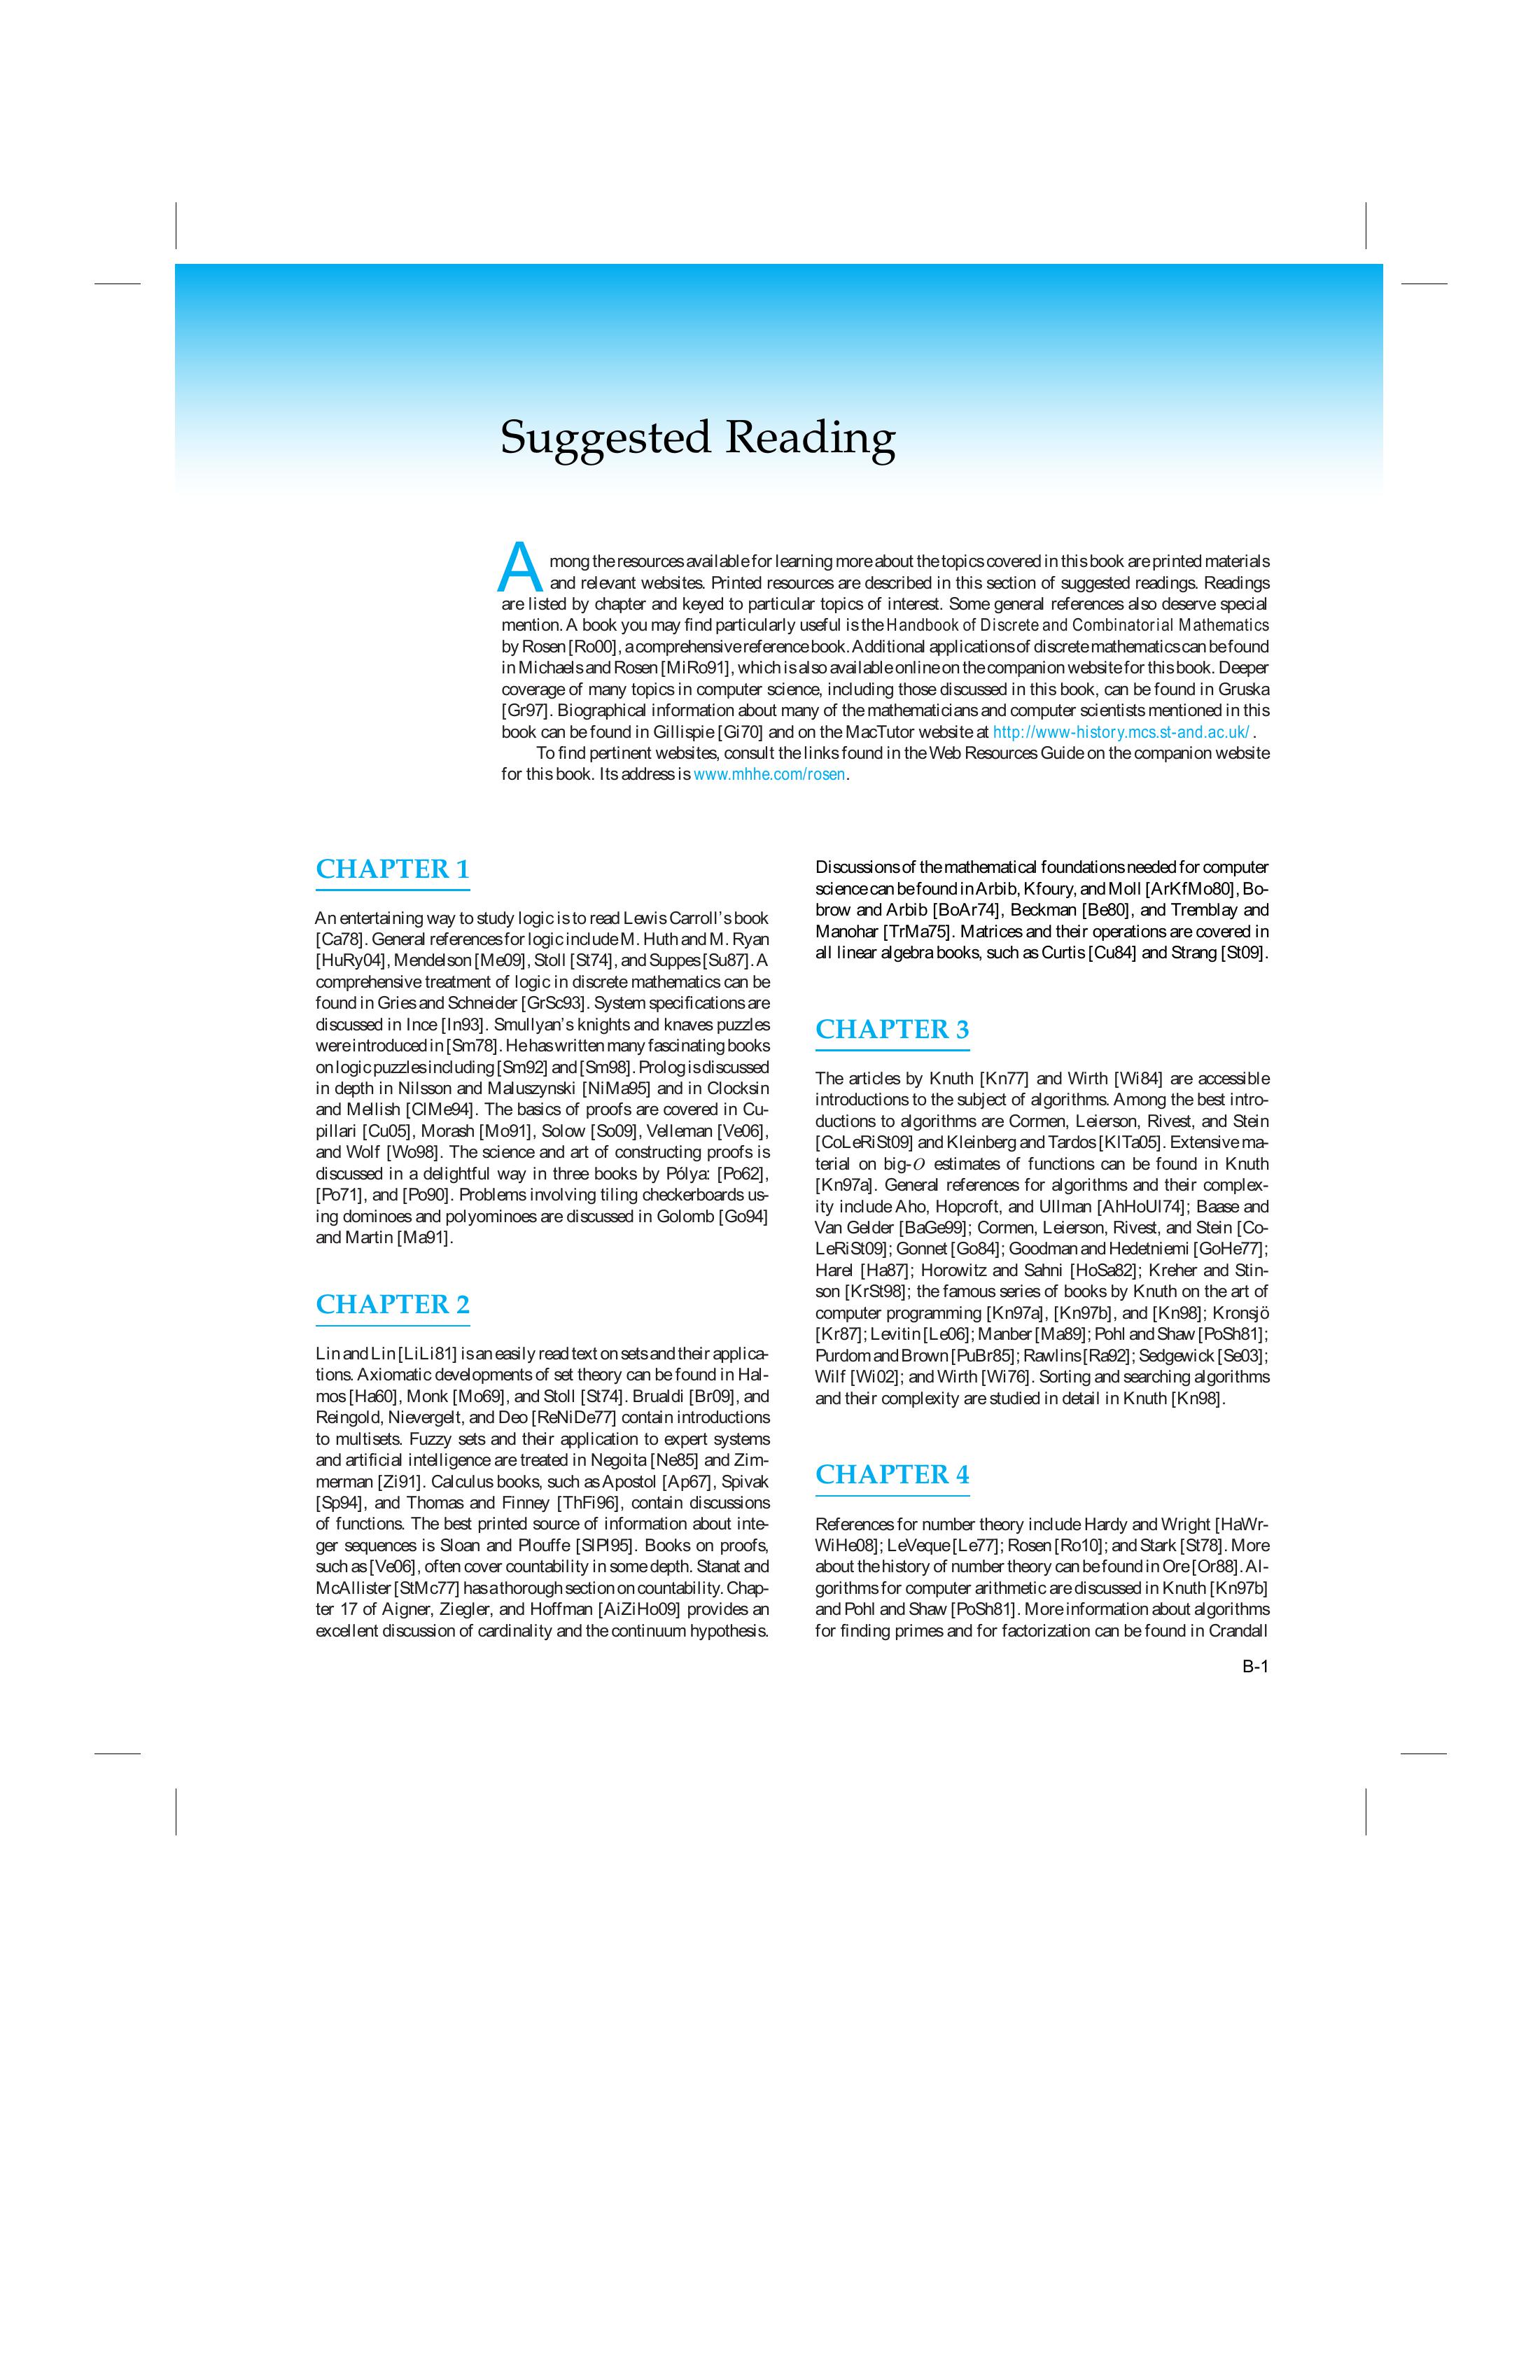 Suggested Reading
Among the resources available for learning more about the topics covered in this book are printed materials
and relevant websites. Printed resources are described in this section of suggested readings. Readings
are listed by chapter and keyed to particular topics of interest. Some general references also deserve special
mention. A book you may find particularly useful is the Handbook of Discrete and Combinatorial Mathematics
by Rosen [Ro00], a comprehensive reference book. Additional applications of discrete mathematics can be found
in Michaels and Rosen [MiRo91], which is also available online on the companion website for this book. Deeper
coverage of many topics in computer science, including those discussed in this book, can be found in Gruska
[Gr97]. Biographical information about many of the mathematicians and computer scientists mentioned in this
book can be found in Gillispie [Gi70] and on the MacTutor website at http://www-history.mcs.st-and.ac.uk/ .
To find pertinent websites, consult the links found in the Web Resources Guide on the companion website
for this book. Its address is www.mhhe.com/rosen.
CHAPTER 1
An entertaining way to study logic is to read Lewis Carroll's book
[Ca78]. General references for logic include M. Huth and M. Ryan
[HuRy04], Mendelson [Me09], Stoll [St74], and Suppes [Su87]. A
comprehensive treatment of logic in discrete mathematics can be
found in Gries and Schneider [GrSc93]. System specifications are
discussed in Ince [In93]. Smullyan's knights and knaves puzzles
were introduced in [Sm78]. He has written many fascinating books
on logic puzzles including [Sm92] and [Sm98]. Prolog is discussed
in depth in Nilsson and Maluszynski [NiMa95] and in Clocksin
and Mellish [ClMe94]. The basics of proofs are covered in Cu-
pillari [Cu05], Morash [Mo91], Solow [So09], Velleman [Ve06],
and Wolf [Wo98]. The science and art of constructing proofs is
discussed in a delightful way in three books by Pólya: [Po62],
[Po71], and [Po90]. Problems involving tiling checkerboards us-
ing dominoes and polyominoes are discussed in Golomb [Go94]
and Martin [Ma91].
CHAPTER 2
Lin and Lin [LiLi81] is an easily read text on sets and their applica-
tions. Axiomatic developments of set theory can be found in Hal-
mos [Ha60], Monk [Mo69], and Stoll [St74]. Brualdi [Br09], and
Reingold, Nievergelt, and Deo [ReNiDe77] contain introductions
to multisets. Fuzzy sets and their application to expert systems
and artificial intelligence are treated in Negoita [Ne85] and Zim-
merman [Zi91]. Calculus books, such as Apostol [Ap67], Spivak
[Sp94], and Thomas and Finney [ThFi96], contain discussions
of functions. The best printed source of information about inte-
ger sequences is Sloan and Plouffe [SlPl95]. Books on proofs,
such as [Ve06], often cover countability in some depth. Stanat and
McAllister [StMc77] has a thorough section on countability. Chap-
ter 17 of Aigner, Ziegler, and Hoffman [AiZiHo09] provides an
excellent discussion of cardinality and the continuum hypothesis.
Discussions of the mathematical foundations needed for computer
science can be found in Arbib, Kfoury, and Moll [ArKfMo80], Bo-
brow and Arbib [BoAr74], Beckman [Be80], and Tremblay and
Manohar [TrMa75]. Matrices and their operations are covered in
all linear algebra books, such as Curtis [Cu84] and Strang [St09].
CHAPTER 3
The articles by Knuth [Kn77] and Wirth [Wi84] are accessible
introductions to the subject of algorithms. Among the best intro-
ductions to algorithms are Cormen, Leierson, Rivest, and Stein
[CoLeRiSt09] and Kleinberg and Tardos [KlTa05]. Extensive ma-
terial on big-O estimates of functions can be found in Knuth
[Kn97a]. General references for algorithms and their complex-
ity include Aho, Hopcroft, and Ullman [AhHoUl74]; Baase and
Van Gelder [BaGe99]; Cormen, Leierson, Rivest, and Stein [Co-
LeRiSt09]; Gonnet [Go84]; Goodman and Hedetniemi [GoHe77];
Harel [Ha87]; Horowitz and Sahni [HoSa82]; Kreher and Stin-
son [KrSt98]; the famous series of books by Knuth on the art of
computer programming [Kn97a], [Kn97b], and [Kn98]; Kronsjö
[Kr87]; Levitin [Le06]; Manber [Ma89]; Pohl and Shaw [PoSh81];
Purdom and Brown [PuBr85]; Rawlins [Ra92]; Sedgewick [Se03];
Wilf [Wi02]; and Wirth [Wi76]. Sorting and searching algorithms
and their complexity are studied in detail in Knuth [Kn98].
CHAPTER 4
References for number theory include Hardy and Wright [HaWr-
WiHe08]; LeVeque [Le77]; Rosen [Ro10]; and Stark [St78]. More
about the history of number theory can be found in Ore [Or88]. Al-
gorithms for computer arithmetic are discussed in Knuth [Kn97b]
and Pohl and Shaw [PoSh81]. More information about algorithms
for finding primes and for factorization can be found in Crandall
B-1